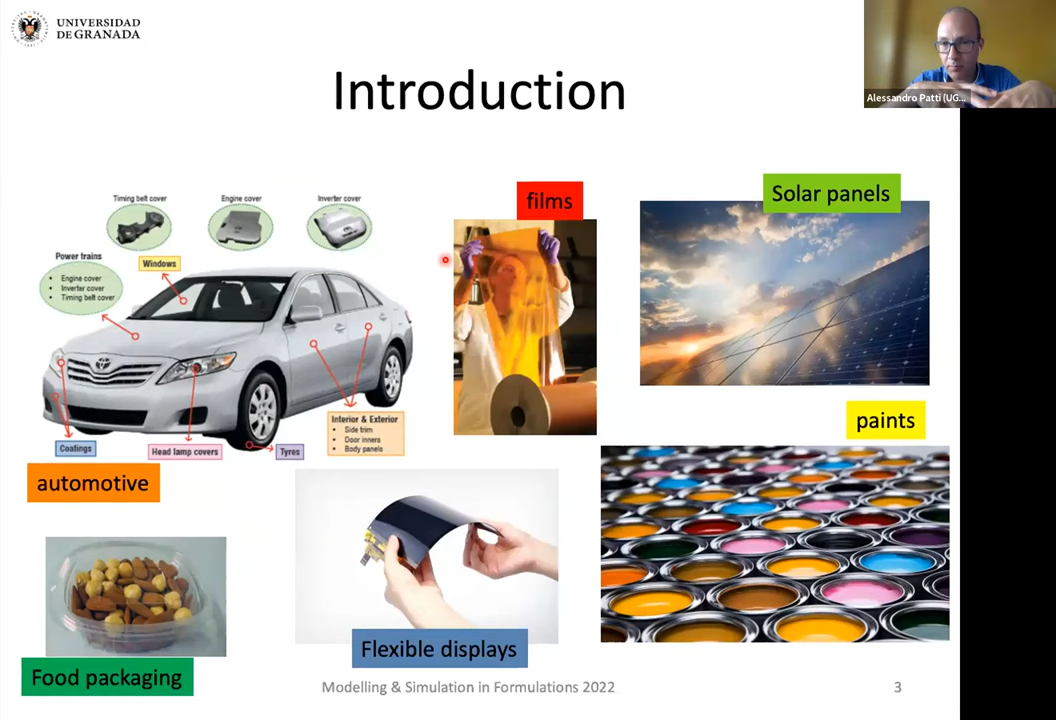 UNIVERSIDAD
DE GRANADA
Alessandro Patti (UG...
Introduction
Timing belt cover
Engine cover
Inverter cover
Power trains
• Engine cover
• Inverter cover
• Timing belt cover
Windows
Coatings
Head lamp covers
Tyres
Interior & Exterior
• Side trim
• Door inners
• Body panels
automotive
films
Solar panels
paints
Food packaging
Flexible displays
Modelling & Simulation in Formulations 2022
3